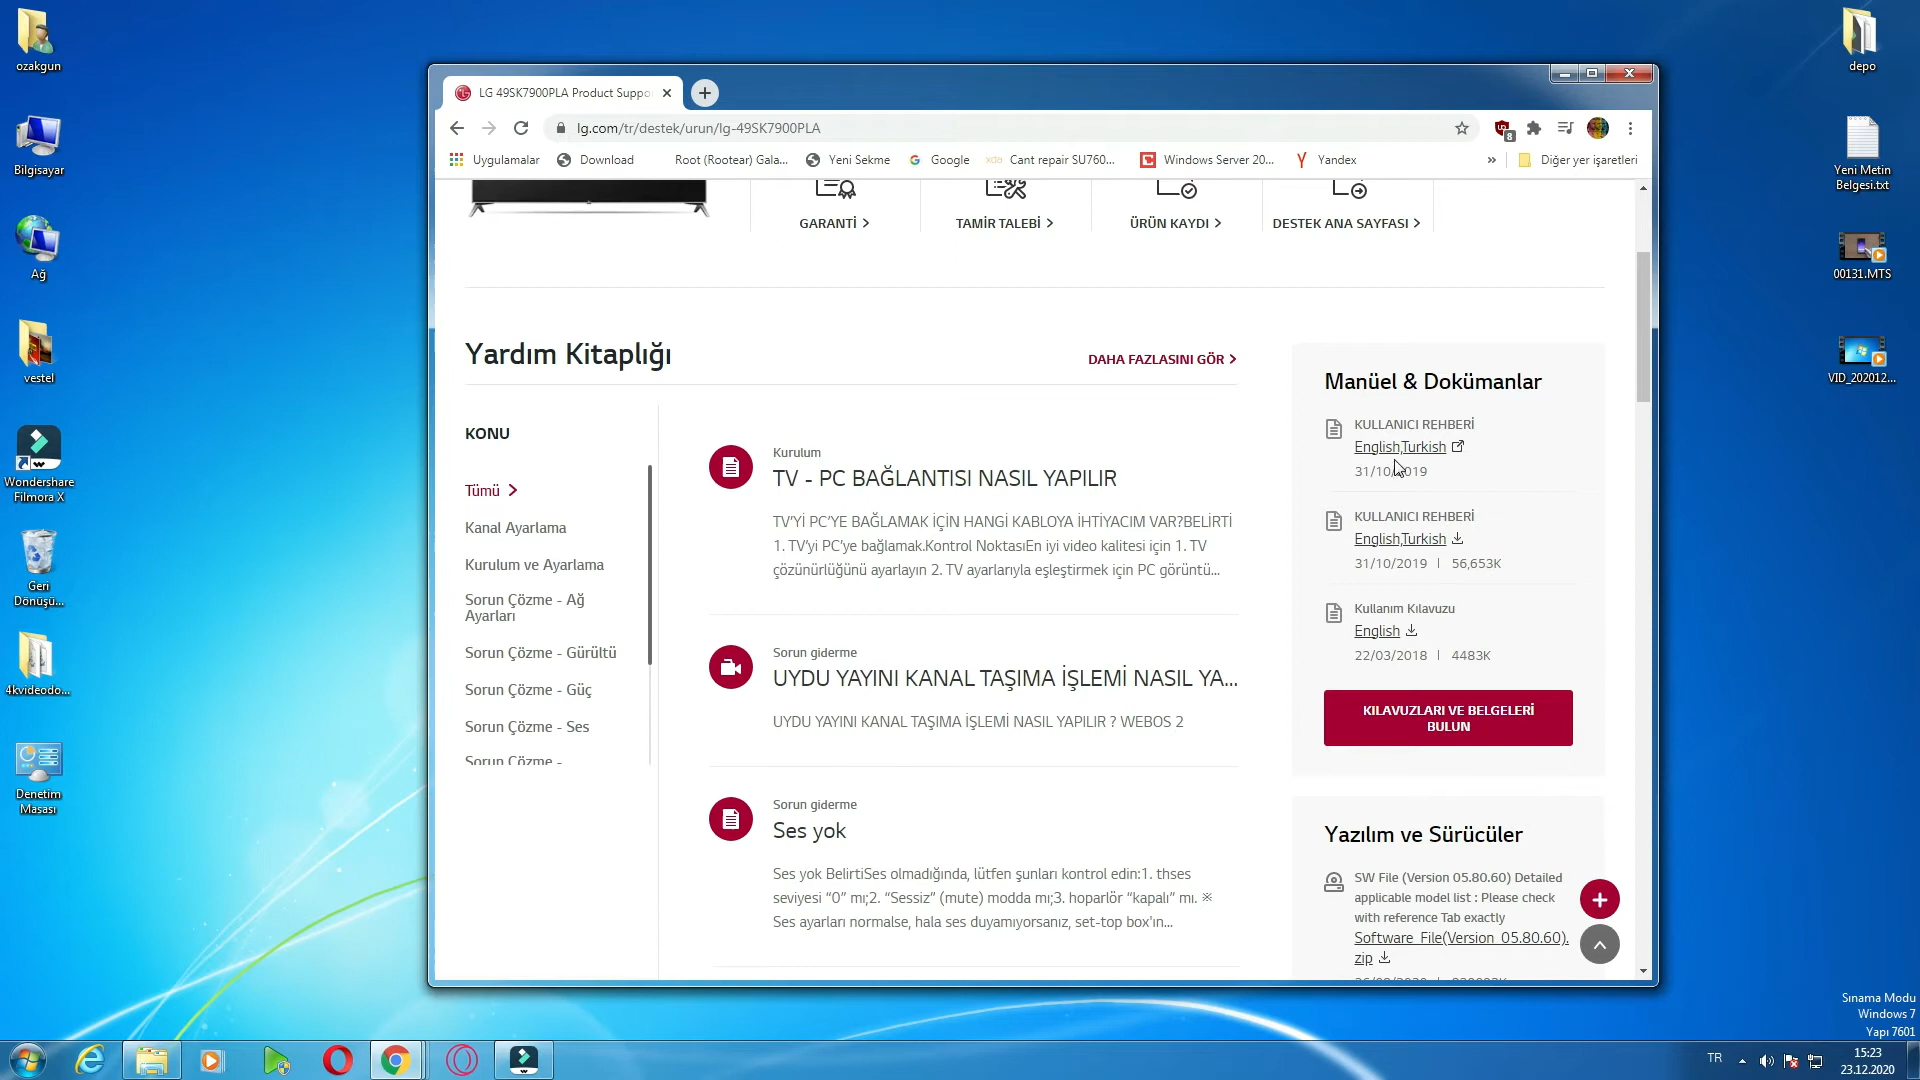 ozakgun
Bilgisayar
Ağ
vestel
Wondershare
Filmora X
Geri
Dönüşü...
4kvideodo...
Denetim
Masası
depo
Yeni Metin
Belgesi.txt
00131.MTS
VID_202012...
LG 49SK7900PLA Product Suppo
lg.com/tr/destek/urun/lg-49SK7900PLA
8
Uygulamalar
Download
Root (Rootear) Gala...
Yeni Sekme
Google
xda Cant repair SU760...
Windows Server 20...
Yandex
»
Diğer yer işaretleri
GARANTİ >
TAMİR TALEBİ >
ÜRÜN KAYDI >
DESTEK ANA SAYFASI >
Yardım Kitaplığı
DAHA FAZLASINI GÖR >
KONU
Tümü >
Kanal Ayarlama
Kurulum ve Ayarlama
Sorun Çözme - Ağ
Ayarları
Sorun Çözme - Gürültü
Sorun Çözme - Güç
Sorun Çözme - Ses
Sorun Çözme -
Kurulum
TV - PC BAĞLANTISI NASIL YAPILIR
TV'Yİ PC'YE BAĞLAMAK İÇİN HANGİ KABLOYA İHTİYACIM VAR?BELİRTİ
1. TV'yi PC'ye bağlamak.Kontrol NoktasıEn iyi video kalitesi için 1. TV
çözünürlüğünü ayarlayın 2. TV ayarlarıyla eşleştirmek için PC görüntü...
Sorun giderme
UYDU YAYINI KANAL TAŞIMA İŞLEMİ NASIL YA...
UYDU YAYINI KANAL TAŞIMA İŞLEMİ NASIL YAPILIR ? WEBOS 2
Sorun giderme
Ses yok
Ses yok BelirtiSes olmadığında, lütfen şunları kontrol edin:1. thses
seviyesi “0” mı;2. “Sessiz” (mute) modda mı;3. hoparlör “kapalı” mı. ※
Ses ayarları normalse, hala ses duyamıyorsanız, set-top box'ın...
Manüel & Dokümanlar
KULLANICI REHBERİ
English,Turkish
31/10/2019
KULLANICI REHBERİ
English,Turkish
31/10/2019 | 56,653K
Kullanım Kılavuzu
English
22/03/2018 | 4483K
KILAVUZLARI VE BELGELERİ
BULUN
Yazılım ve Sürücüler
SW File (Version 05.80.60) Detailed
applicable model list : Please check
with reference Tab exactly
Software File(Version 05.80.60).
zip
Sınama Modu
Windows 7
Yapı 7601
TR
15:23
23.12.2020